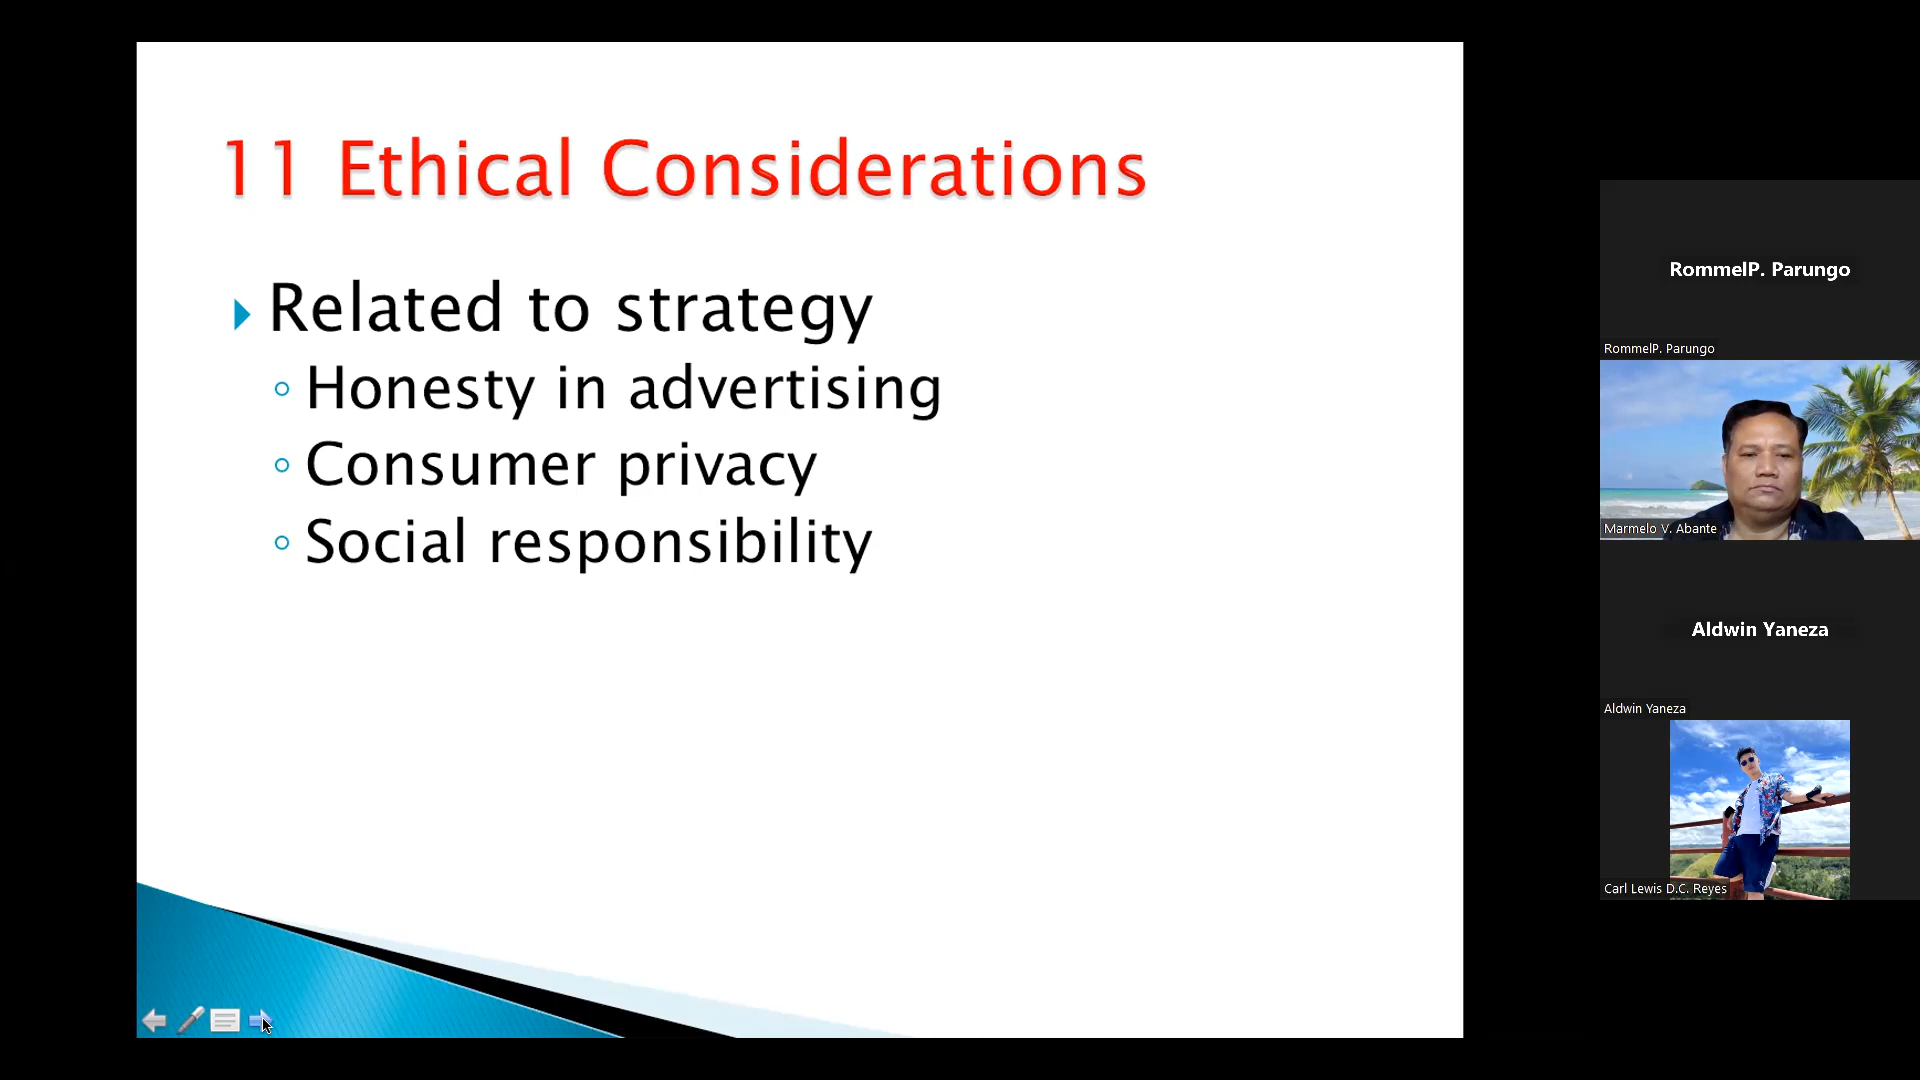 11 Ethical Considerations
Related to strategy
Honesty in advertising
Consumer privacy
Social responsibility
RommelP. Parungo
RommelP. Parungo
Marmelo V. Abante
Aldwin Yaneza
Aldwin Yaneza
Carl Lewis D.C. Reyes